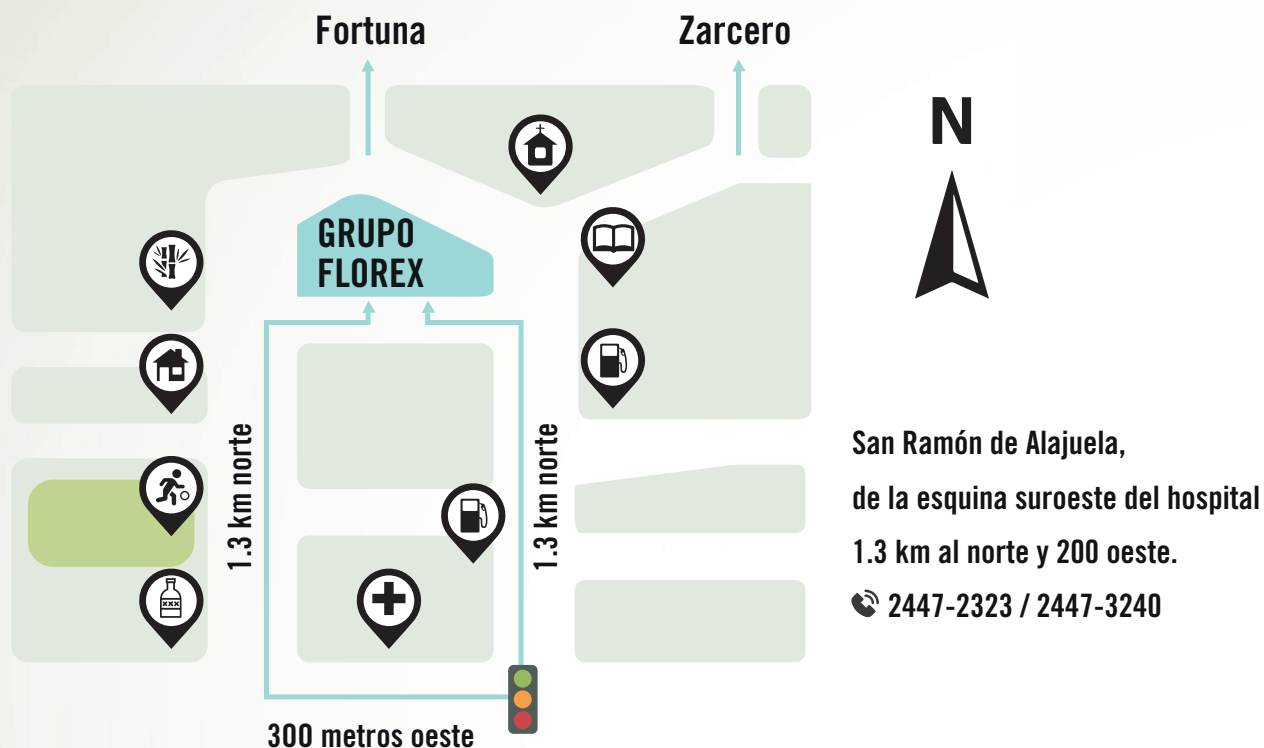 Fortuna
Zarcero
N
GRUPO
FLOREX
1.3 km norte
1.3 km norte
xxx
300 metros oeste
San Ramón de Alajuela,
de la esquina suroeste del hospital
1.3 km al norte y 200 oeste.
2447-2323 / 2447-3240